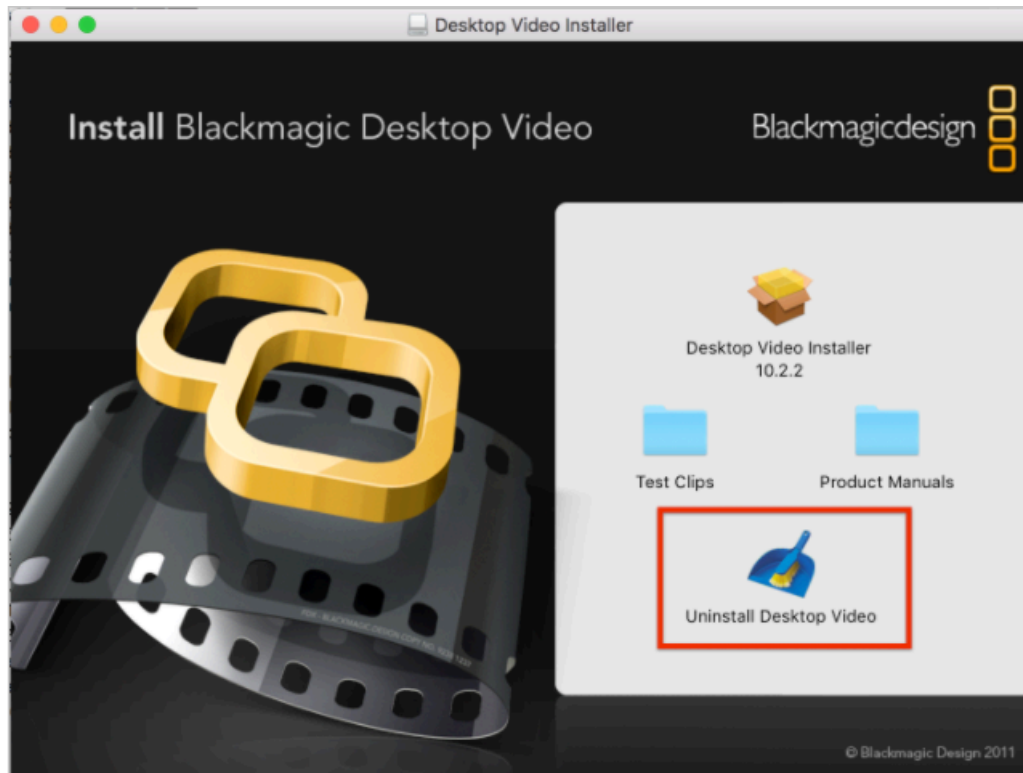 Desktop Video Installer
Install Blackmagic Desktop Video
Blackmagicdesign
Desktop Video Installer
10.2.2
Test Clips
Product Manuals
Uninstall Desktop Video
© Blackmagic Design 2011